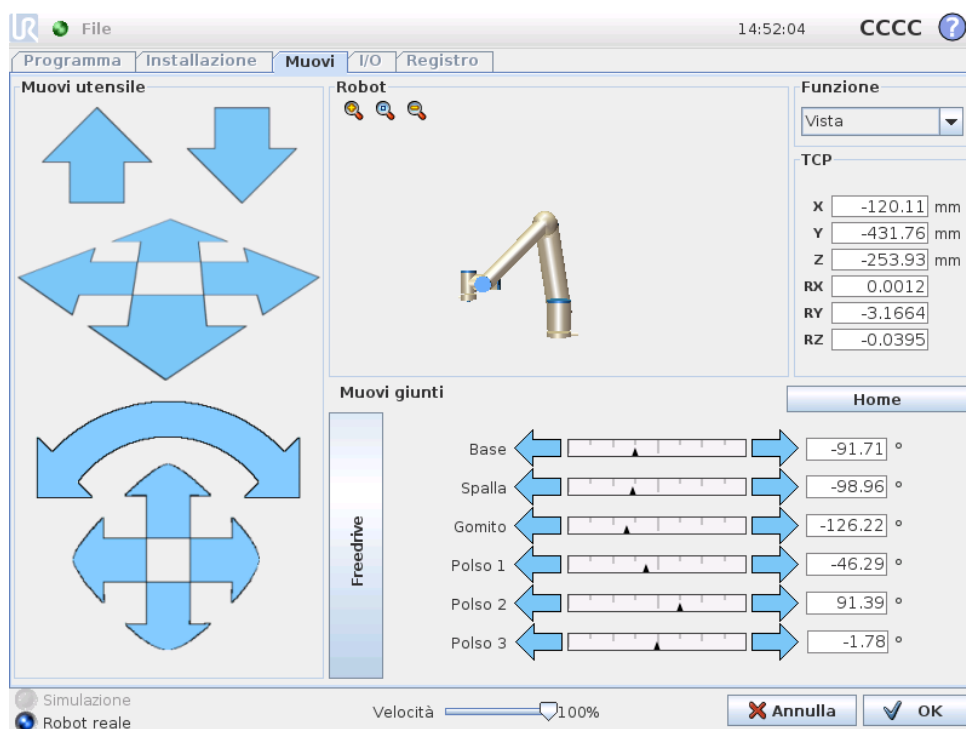 UR File 14:52:04 CCCC ?
Programma Installazione Muovi I/O Registro
Muovi utensile
Robot
Funzione
Vista
TCP
X -120.11 mm
Y -431.76 mm
Z -253.93 mm
RX 0.0012
RY -3.1664
RZ -0.0395
Muovi giunti
Home
Freedrive
Base -91.71 °
Spalla -98.96 °
Gomito -126.22 °
Polso 1 -46.29 °
Polso 2 91.39 °
Polso 3 -1.78 °
Simulazione
Robot reale
Velocità 100%
Annulla OK